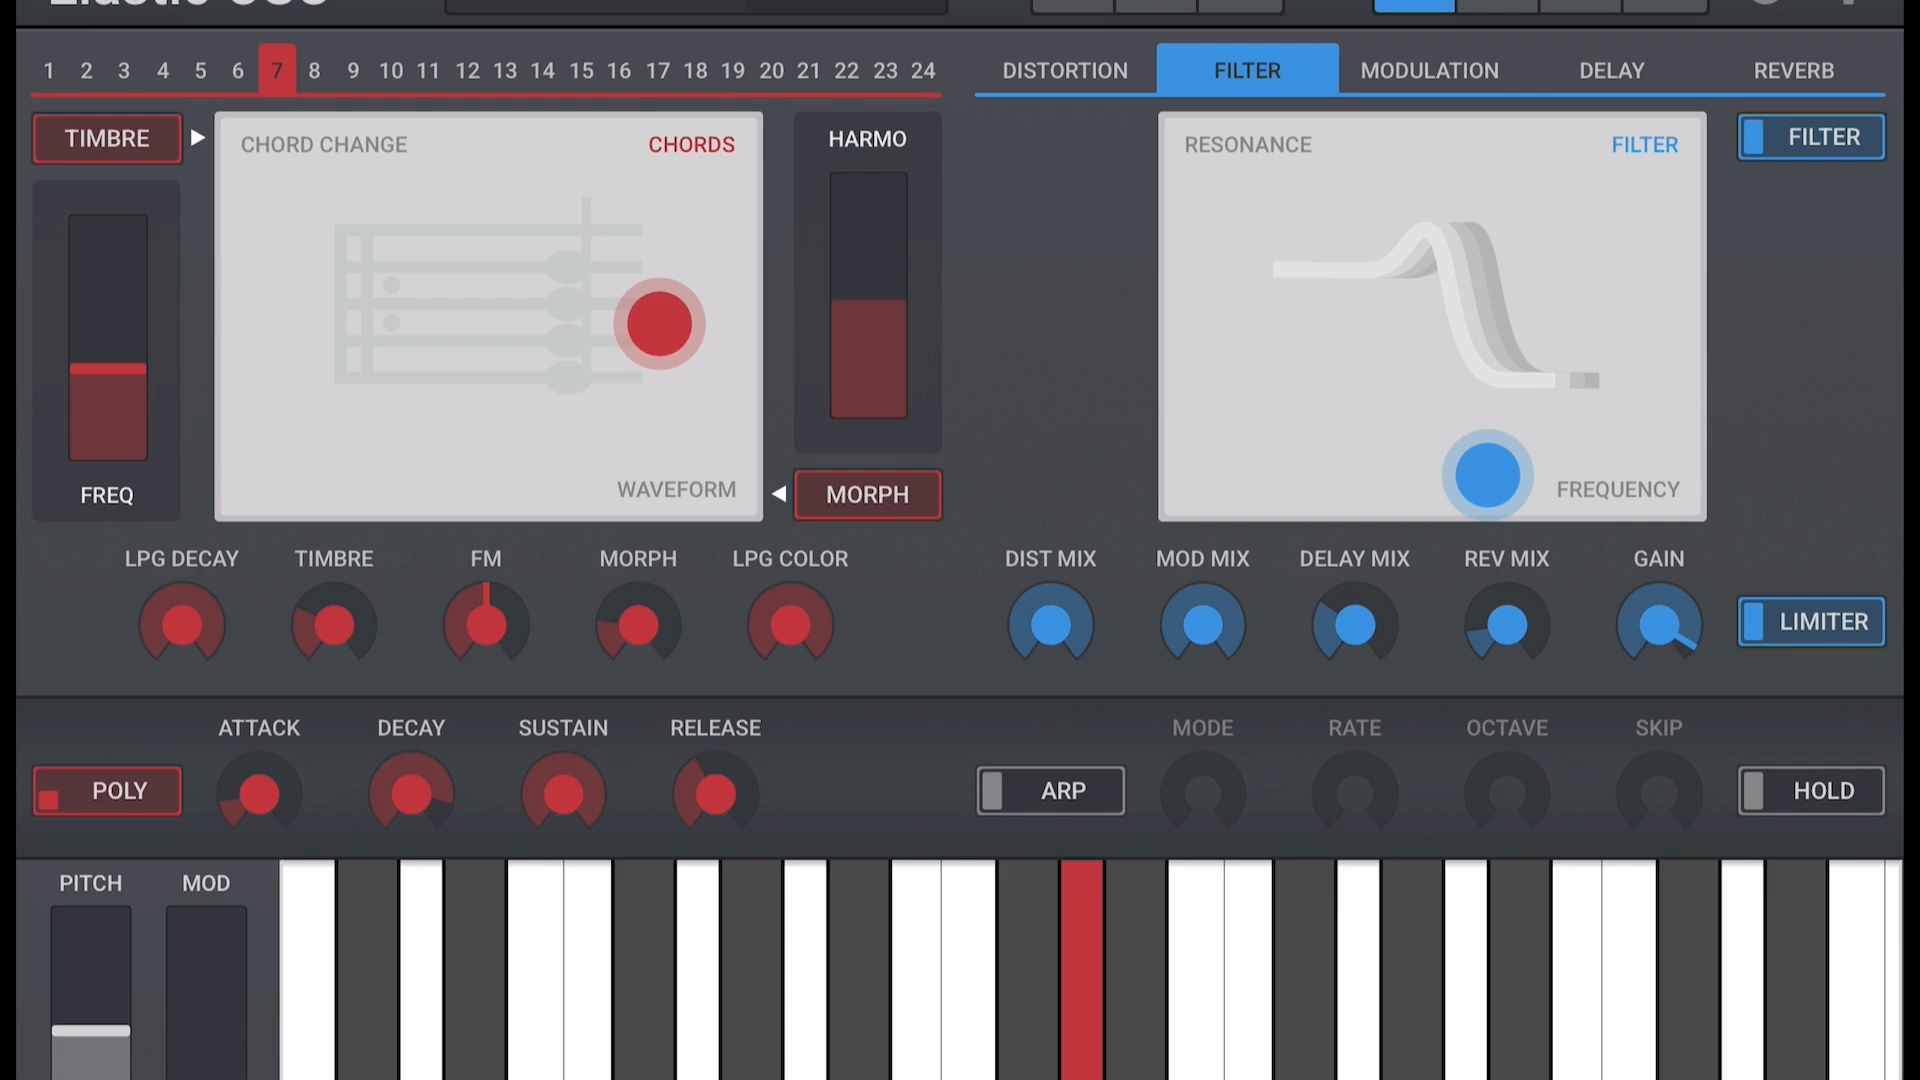 1 2 3 4 5 6 7 8 9 10 11 12 13 14 15 16 17 18 19 20 21 22 23 24
DISTORTION FILTER MODULATION DELAY REVERB
TIMBRE
CHORD CHANGE CHORDS
HARMO
RESONANCE FILTER
FILTER
FREQ
WAVEFORM
MORPH
FREQUENCY
LPG DECAY TIMBRE FM MORPH LPG COLOR
DIST MIX MOD MIX DELAY MIX REV MIX GAIN
LIMITER
ATTACK DECAY SUSTAIN RELEASE
MODE RATE OCTAVE SKIP
POLY
ARP
HOLD
PITCH MOD